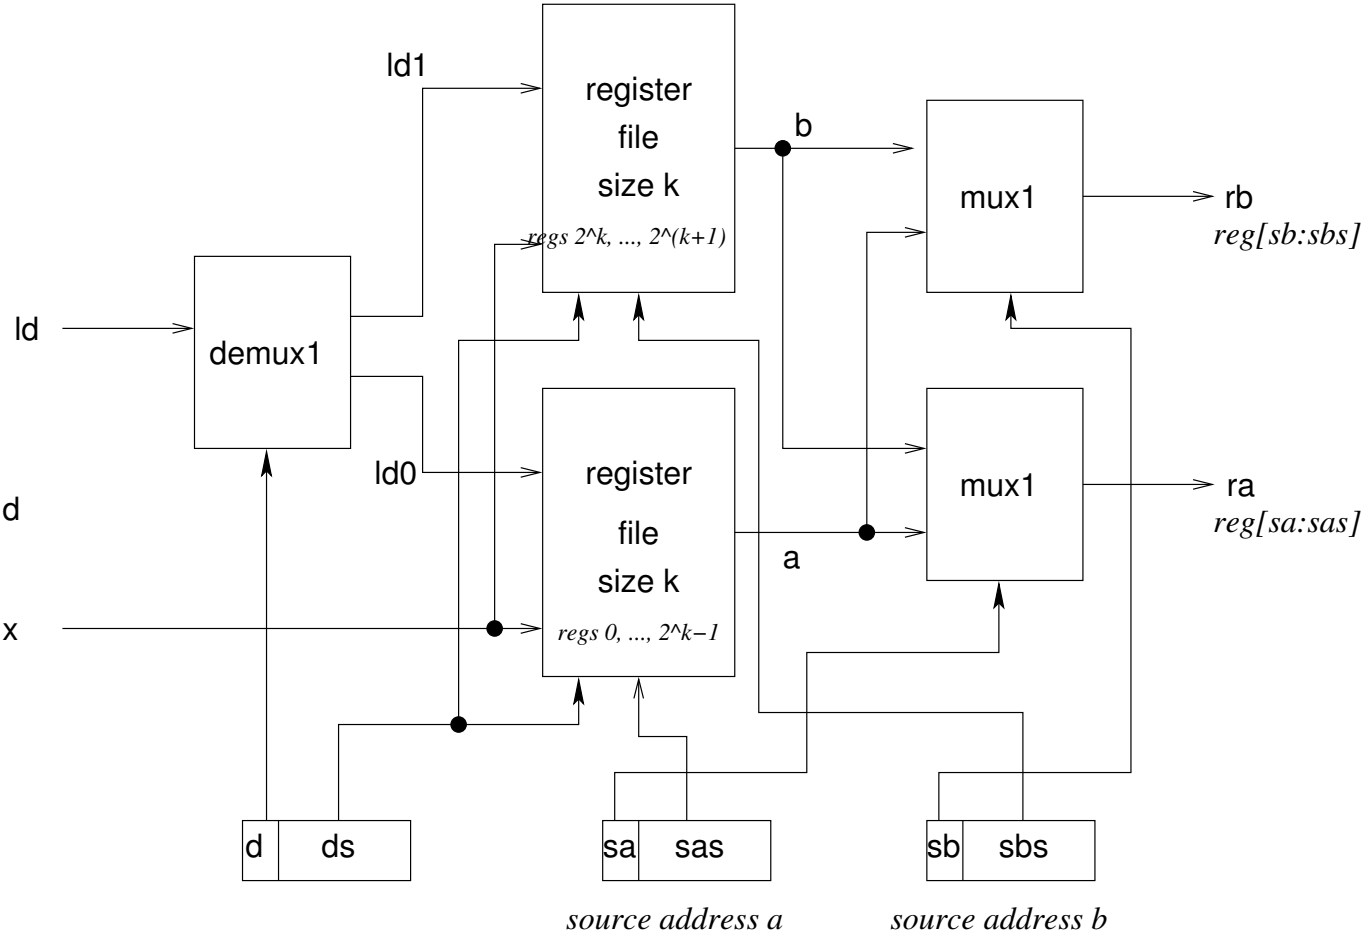 ld1
register
file
size k
regs 2^k, ..., 2^(k+1)
b
mux1
rb
reg[sb:sbs]
ld
demux1
ld0
register
file
size k
regs 0, ..., 2^k−1
a
mux1
ra
reg[sa:sas]
d
x
d ds
sa sas
sb sbs
source address a
source address b